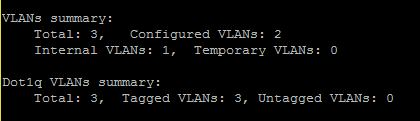 VLANs summary:
Total: 3,   Configured VLANs: 2
Internal VLANs: 1,  Temporary VLANs: 0
Dot1q VLANs summary:
Total: 3,  Tagged VLANs: 3, Untagged VLANs: 0